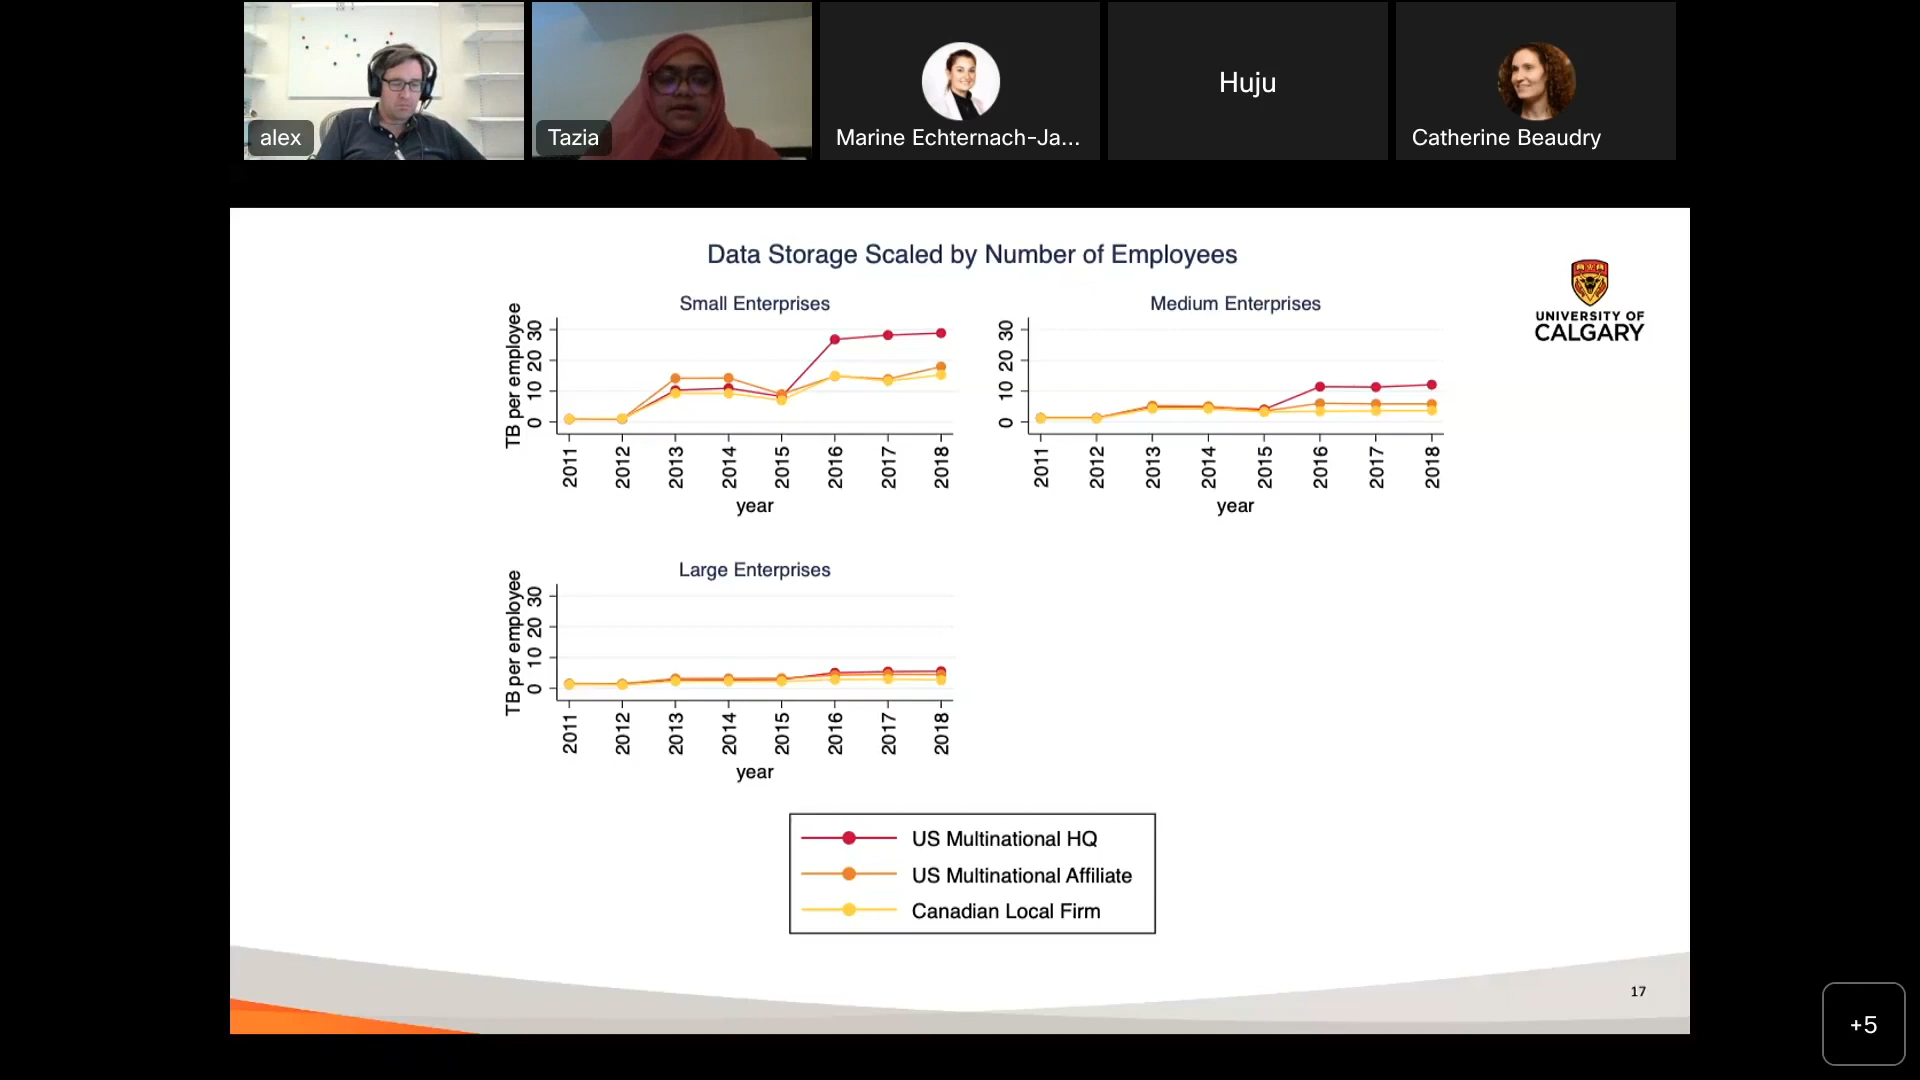 alex
Tazia
Marine Echternach-Ja...
Huju
Catherine Beaudry
Data Storage Scaled by Number of Employees
UNIVERSITY OF
CALGARY
Small Enterprises
TB per employee
0 10 20 30
2011 2012 2013 2014 2015 2016 2017 2018
year
Medium Enterprises
0 10 20 30
2011 2012 2013 2014 2015 2016 2017 2018
year
Large Enterprises
TB per employee
0 10 20 30
2011 2012 2013 2014 2015 2016 2017 2018
year
US Multinational HQ
US Multinational Affiliate
Canadian Local Firm
17
+5